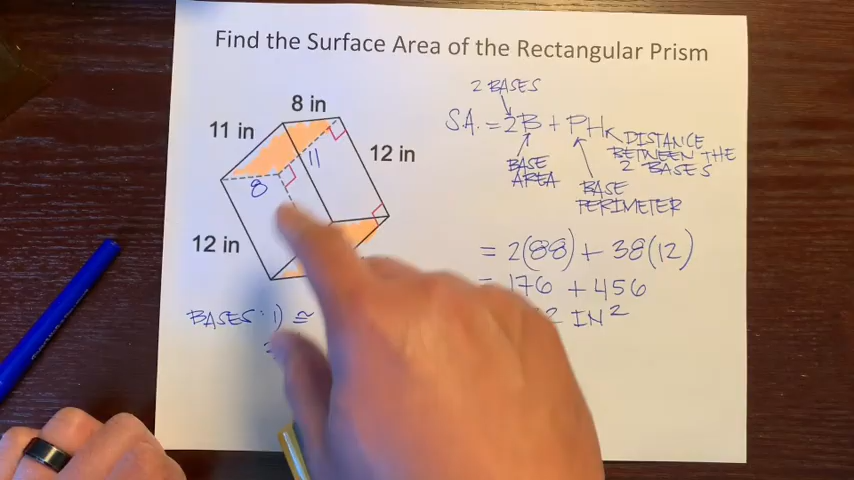 Find the Surface Area of the Rectangular Prism
8 in
11 in
12 in
11
8
12 in
2 BASES
S.A. = 2B + PH
DISTANCE
BETWEEN THE
2 BASES
BASE
AREA
BASE
PERIMETER
= 2(88) + 38(12)
= 176 + 456
2 IN²
BASES: 1) ≅